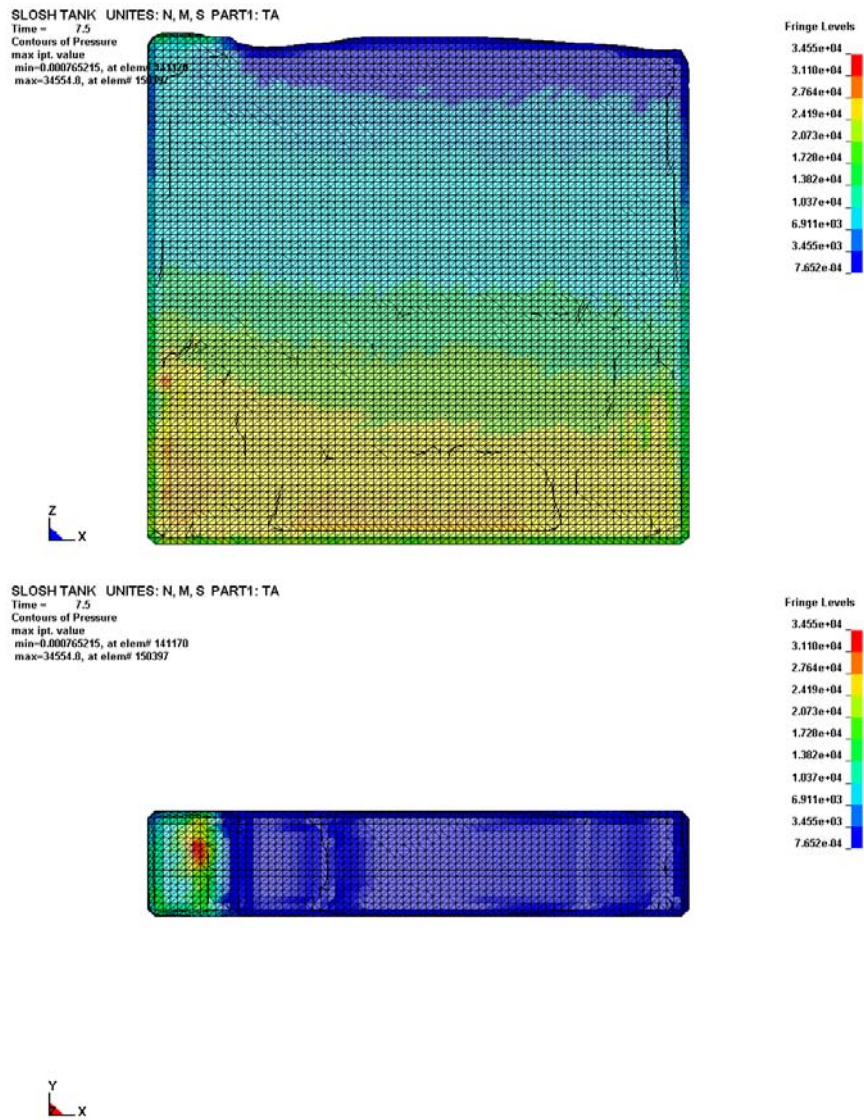 SLOSH TANK UNITES: N, M, S PART1: TA
Time = 7.5
Contours of Pressure
max ipt. value
min=0.000765215, at elem# 141170
max=34554.8, at elem# 150397
Fringe Levels
3.455e+04
3.110e+04
2.764e+04
2.419e+04
2.073e+04
1.728e+04
1.382e+04
1.037e+04
6.911e+03
3.455e+03
7.652e-04
Z
X
SLOSH TANK UNITES: N, M, S PART1: TA
Time = 7.5
Contours of Pressure
max ipt. value
min=0.000765215, at elem# 141170
max=34554.8, at elem# 150397
Fringe Levels
3.455e+04
3.110e+04
2.764e+04
2.419e+04
2.073e+04
1.728e+04
1.382e+04
1.037e+04
6.911e+03
3.455e+03
7.652e-04
Y
X